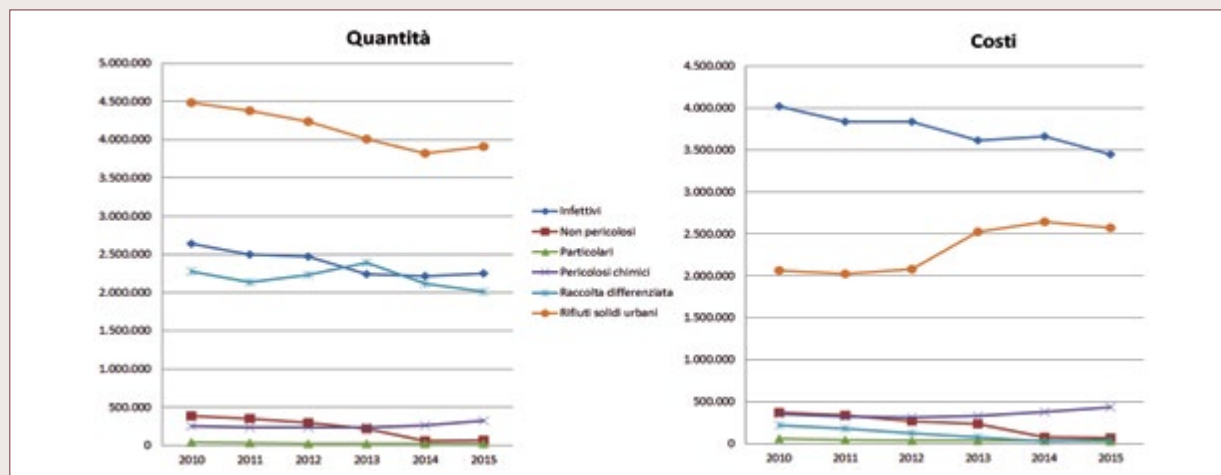 Quantità
5.000.000
4.500.000
4.000.000
3.500.000
3.000.000
2.500.000
2.000.000
1.500.000
1.000.000
500.000
0
2010 2011 2012 2013 2014 2015
Infettivi
Non pericolosi
Particolari
Pericolosi chimici
Raccolta differenziata
Rifiuti solidi urbani
Costi
4.500.000
4.000.000
3.500.000
3.000.000
2.500.000
2.000.000
1.500.000
1.000.000
500.000
0
2010 2011 2012 2013 2014 2015